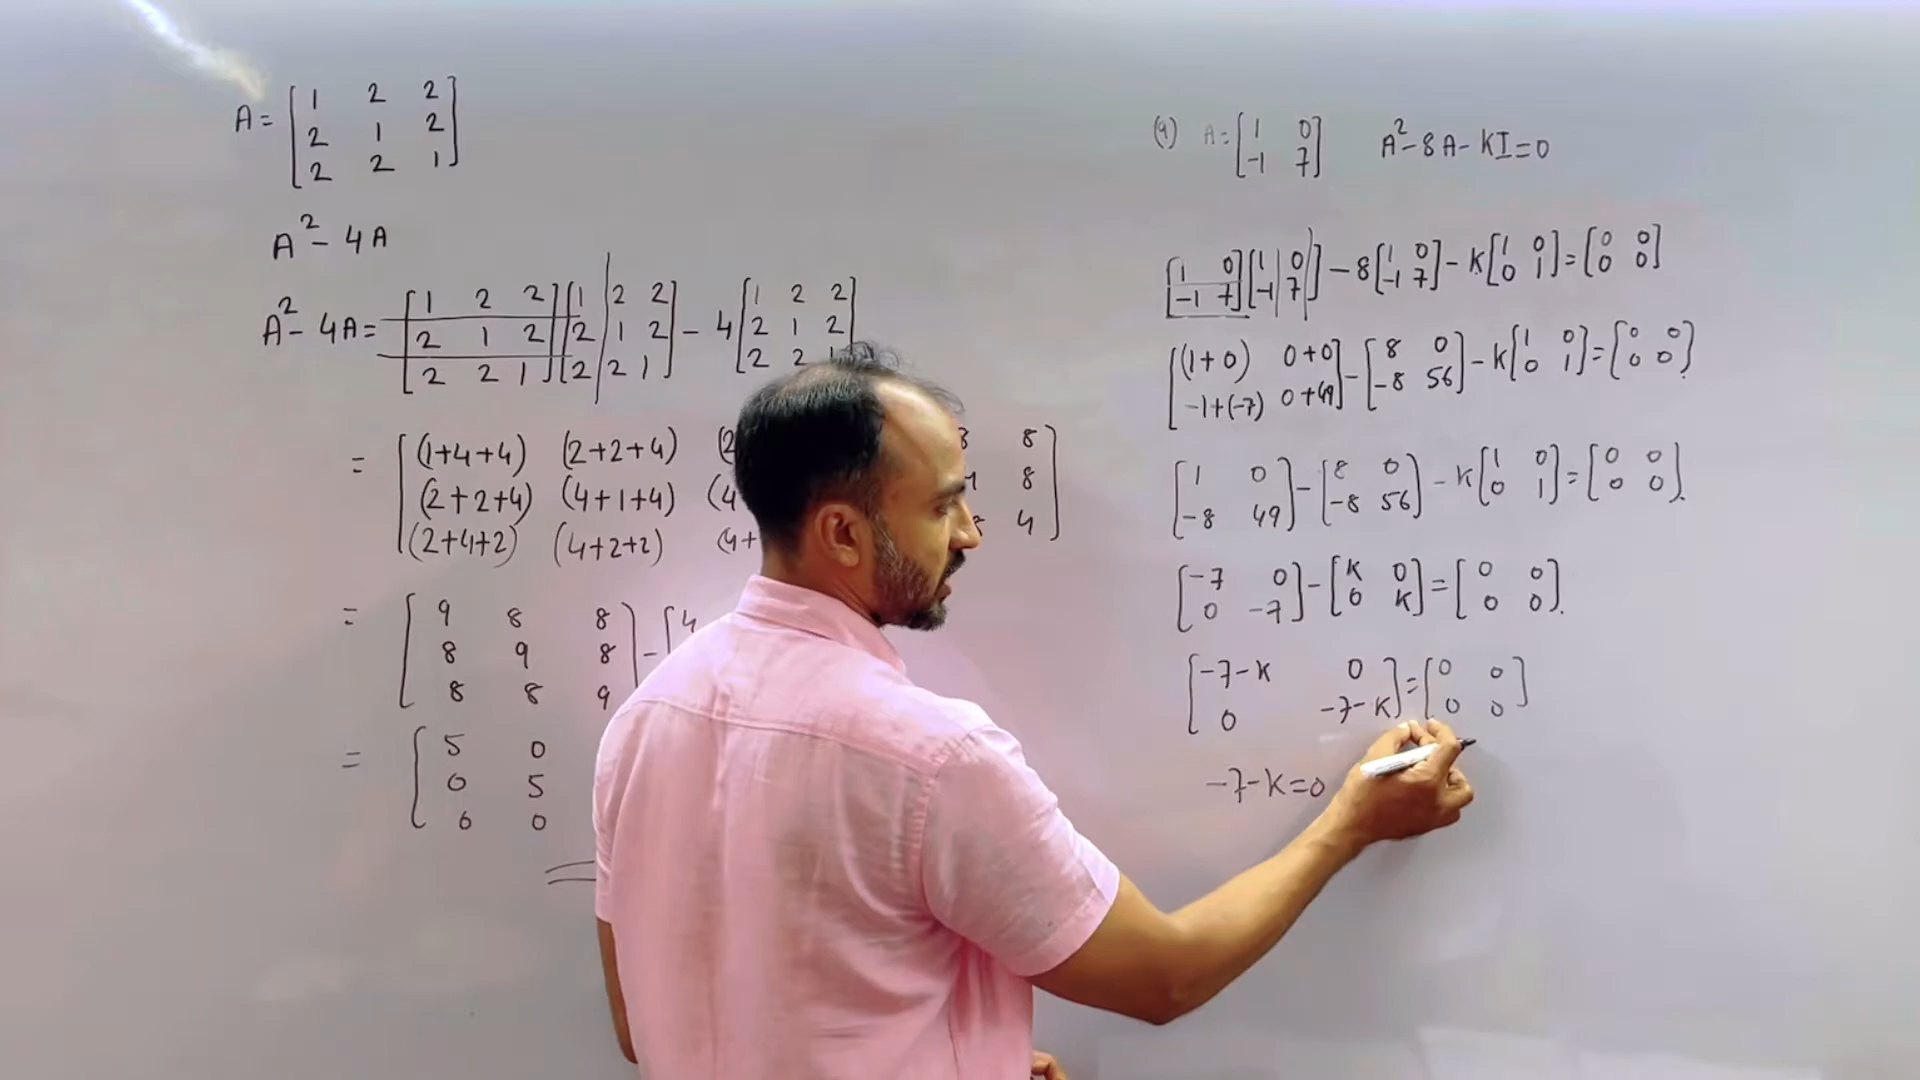 A = [1 2 2
2 1 2
2 2 1]
A² - 4A
A² - 4A = [1 2 2 [1 2 2 - 4 [1 2 2
2 1 2 2 1 2 2 1 2
2 2 1] 2 2 1] 2 2
= [(1+4+4) (2+2+4) (2 8
(2+2+4) (4+1+4) (4 8
(2+4+2) (4+2+2) (4+ 4]
= [9 8 8 - [4
8 9 8
8 8 9]
= [5 0
0 5
0 0
(9) A = [1 0 A² - 8A - KI = 0
-1 7]
[1 0 [1 0 - 8 [1 0 - K [1 0 = [0 0
-1 7] -1 7] -1 7] 0 1] 0 0]
[(1+0) 0+0 - [8 0 - K [1 0 = [0 0
-1+(-7) 0+49] -8 56] 0 1] 0 0].
[1 0 - [8 0 - K [1 0 = [0 0
-8 49] -8 56] 0 1] 0 0].
[-7 0 - [K 0 = [0 0
0 -7] 0 K] 0 0].
[-7-K 0 = [0 0
0 -7-K] 0 0]
-7-K=0